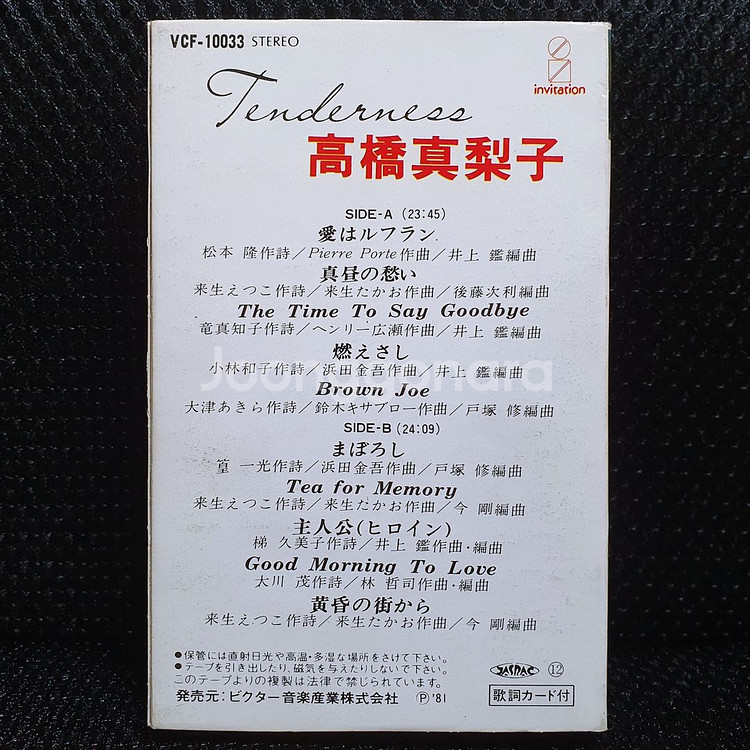 VCF-10033 STEREO
invitation
Tenderness
高橋真梨子
SIDE-A (23:45)
愛はルフラン
松本 隆作詩/Pierre Porte作曲/井上 鑑編曲
真昼の愁い
来生えつこ作詩/来生たかお作曲/後藤次利編曲
The Time To Say Goodbye
竜真知子作詩/ヘンリー広瀬作曲/井上 鑑編曲
燃えさし
小林和子作詩/浜田金吾作曲/井上 鑑編曲
Joonggonara
Brown Joe
大津あきら作詩/鈴木キサブロー作曲/戸塚 修編曲
SIDE-B (24:09)
まぼろし
篁 一光作詩/浜田金吾作曲/戸塚 修編曲
Tea for Memory
来生えつこ作詩/来生たかお作曲/今 剛編曲
主人公(ヒロイン)
梯 久美子作詩/井上 鑑作曲・編曲
Good Morning To Love
大川 茂作詩/林 哲司作曲・編曲
黄昏の街から
来生えつこ作詩/来生たかお作曲/今 剛編曲
●保管には直射日光や高温・多湿な場所をさけて下さい。
●テープを引き出したり、磁気を与えたりしないで下さい。
このテープよりの複製は法律で禁じられています。
発売元:ビクター音楽産業株式会社 Ⓟ'81
JASRAC ⑫
歌詞カード付